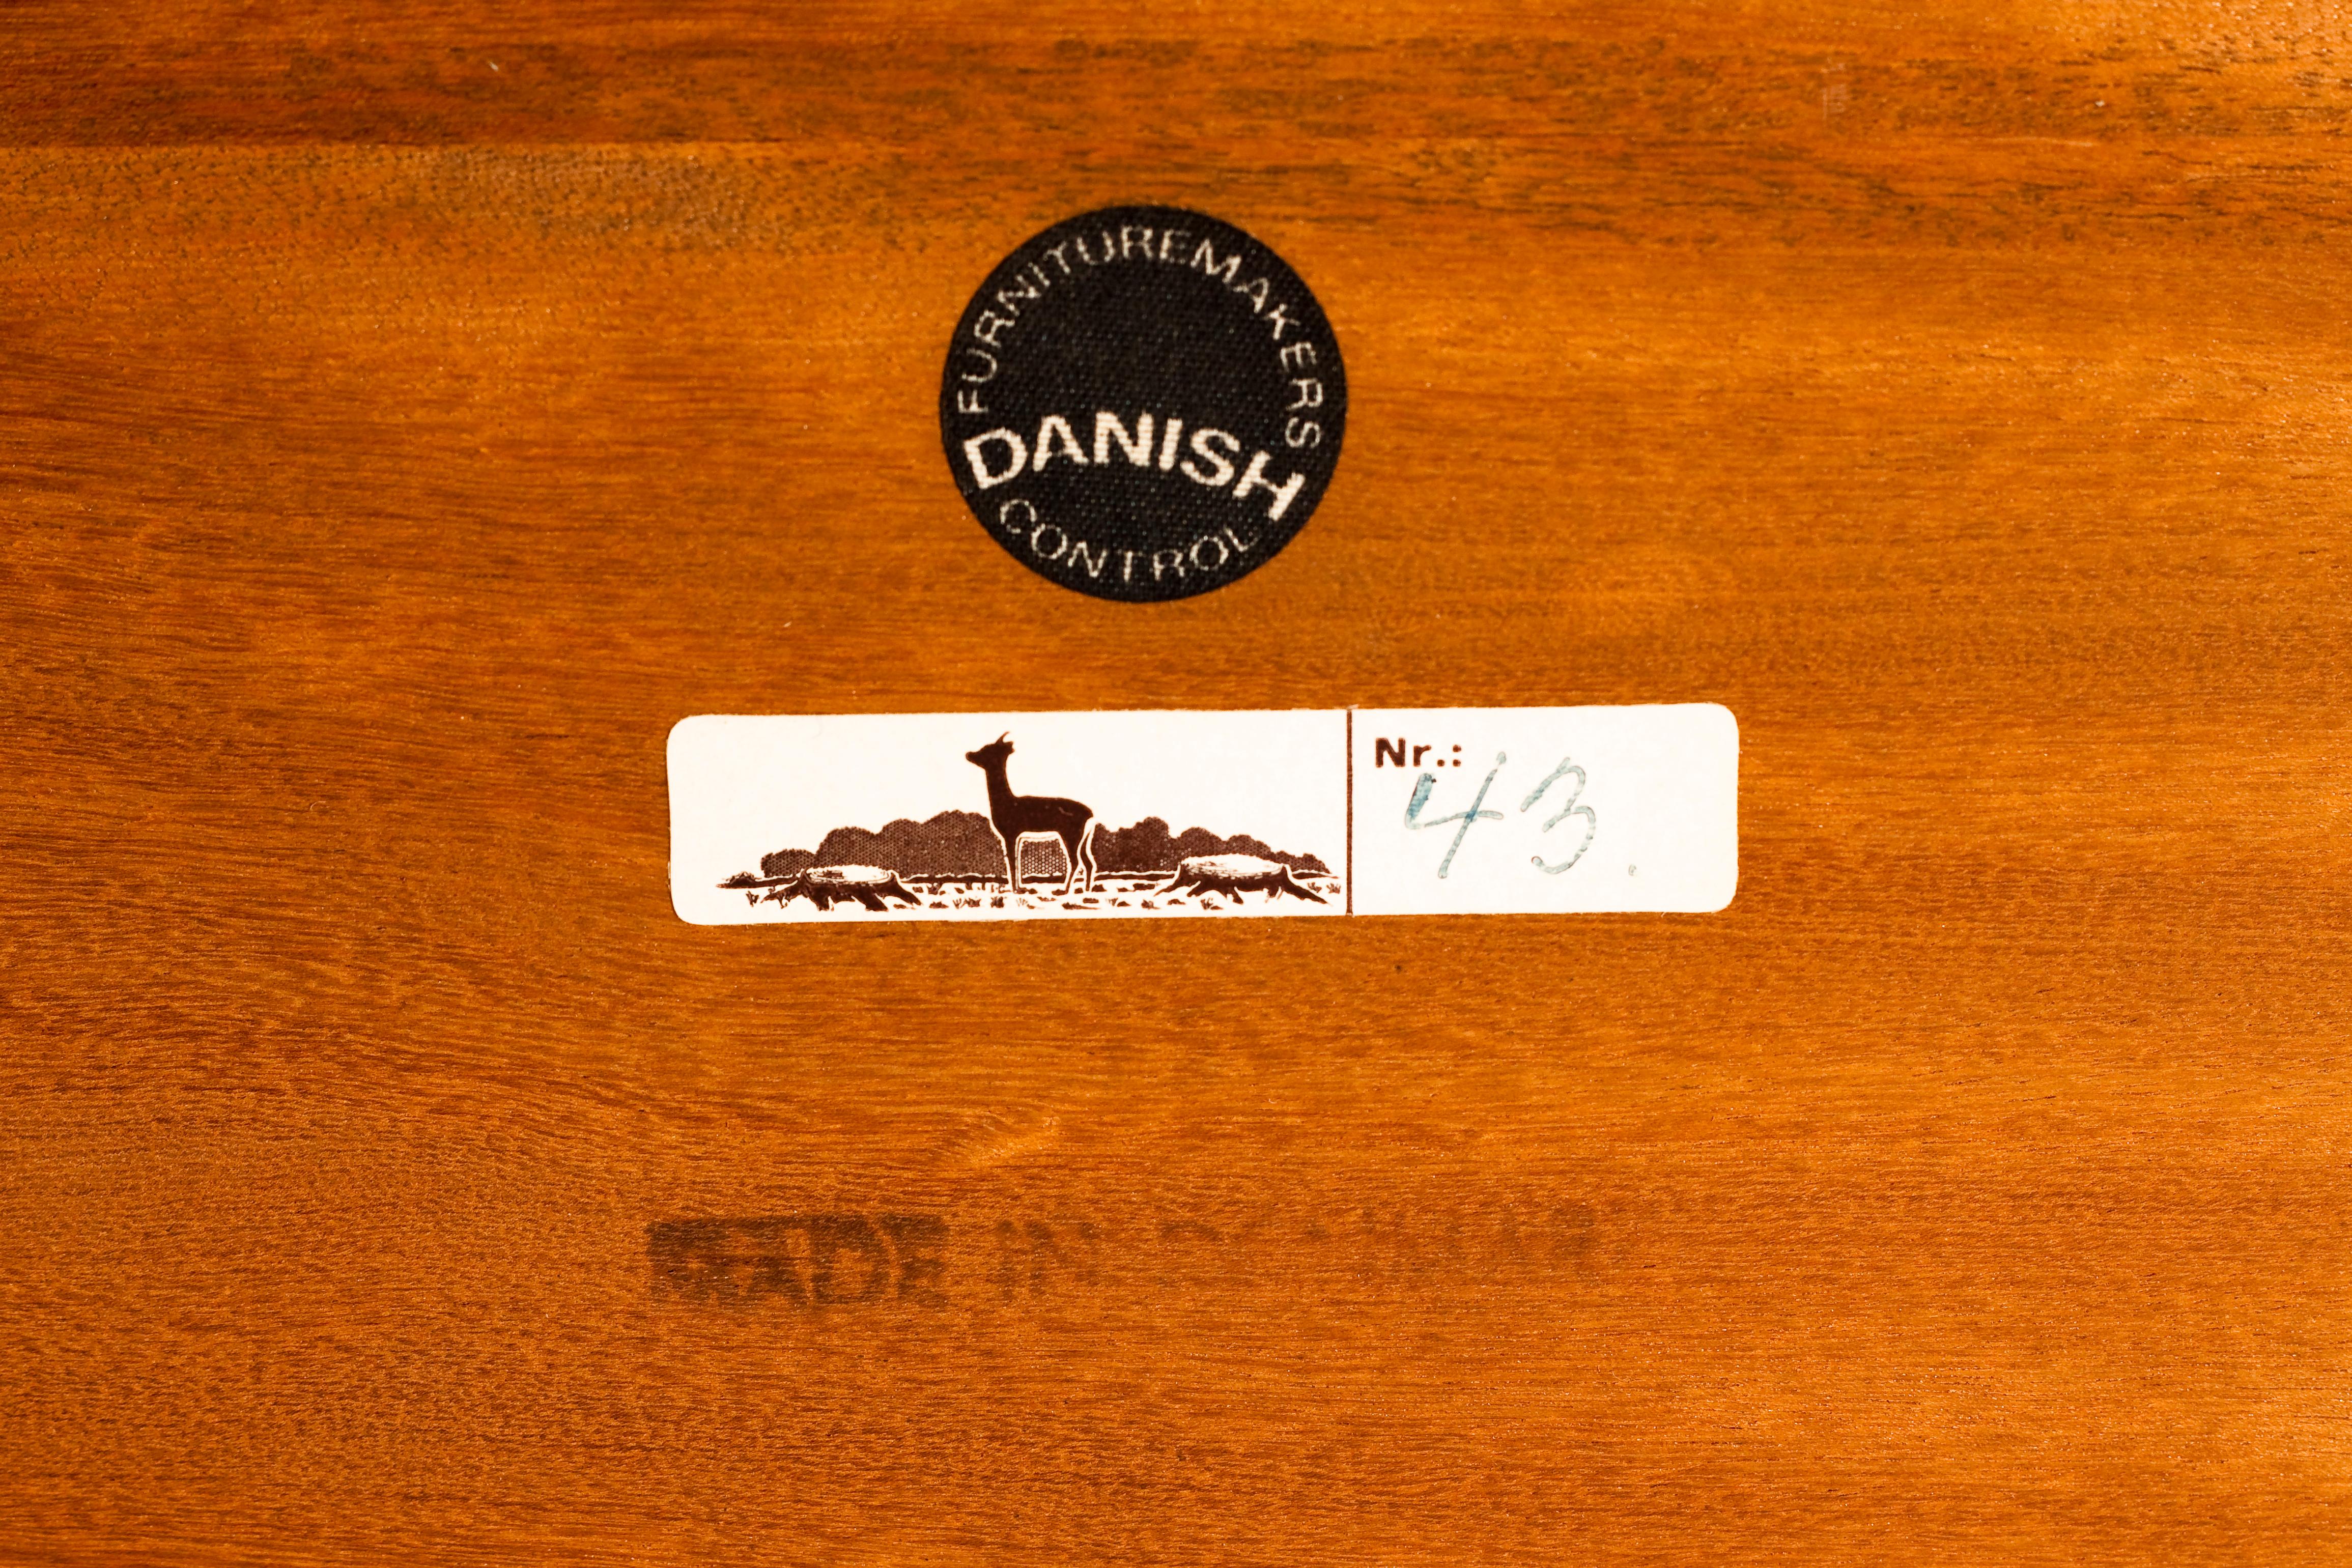 FURNITUREMAKERS
DANISH
CONTROL
Nr.:
43.
MADE IN